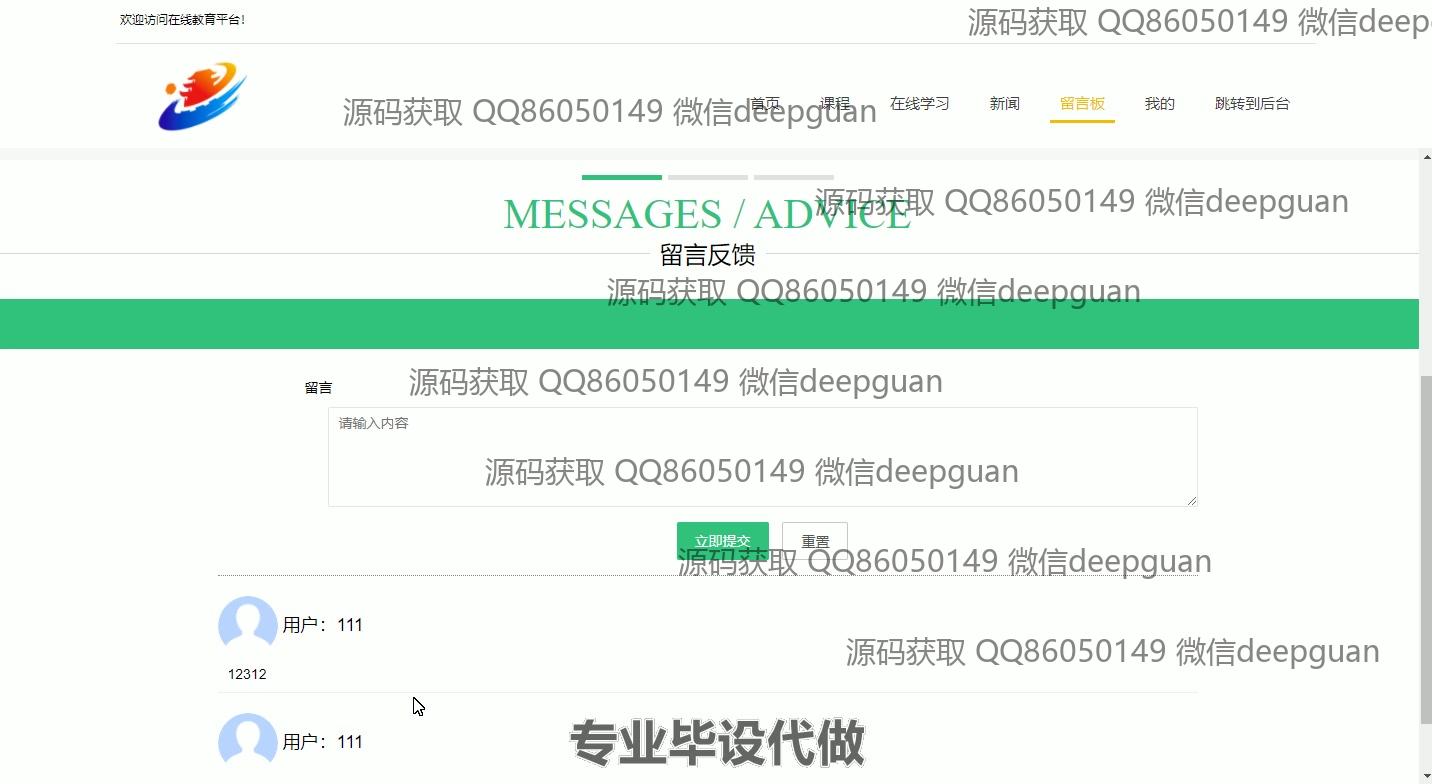 欢迎访问在线教育平台!
源码获取 QQ86050149 微信deep
源码获取 QQ86050149 微信deepguan
首页 课程 在线学习 新闻 留言板 我的 跳转到后台
源码获取 QQ86050149 微信deepguan
MESSAGES / ADVICE
留言反馈
源码获取 QQ86050149 微信deepguan
留言
源码获取 QQ86050149 微信deepguan
请输入内容
源码获取 QQ86050149 微信deepguan
立即提交 重置
源码获取 QQ86050149 微信deepguan
用户：111
源码获取 QQ86050149 微信deepguan
12312
用户：111
专业毕设代做